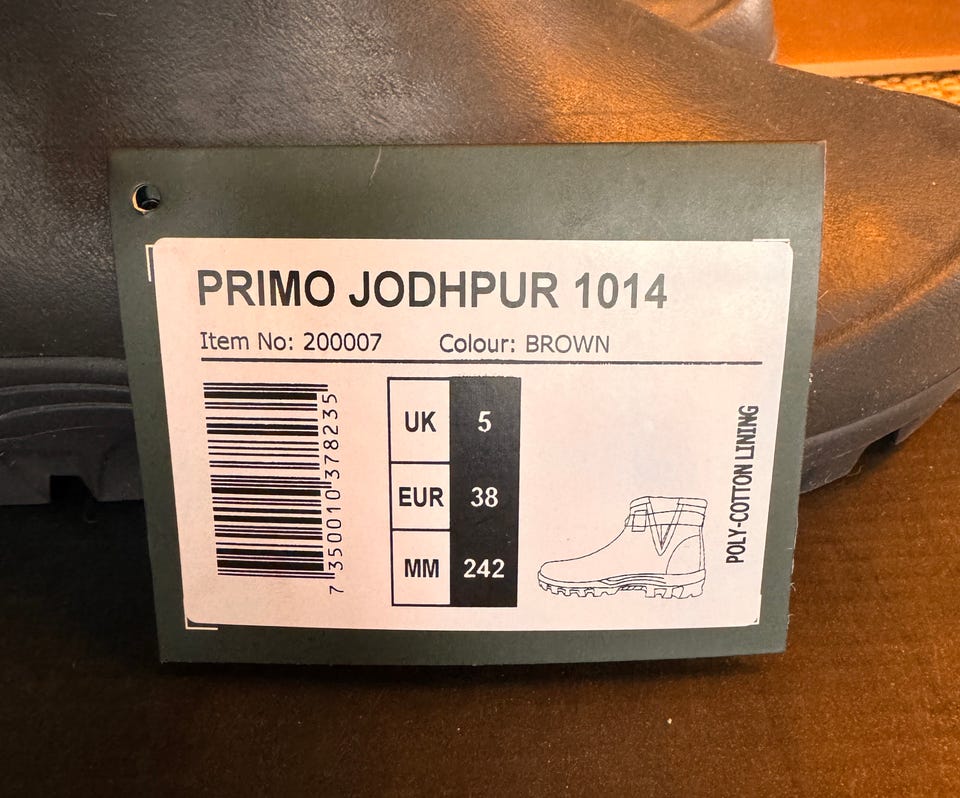 PRIMO JODHPUR 1014
Item No: 200007 Colour: BROWN
7 350010 378235
UK 5
EUR 38
MM 242
POLY-COTTON LINING